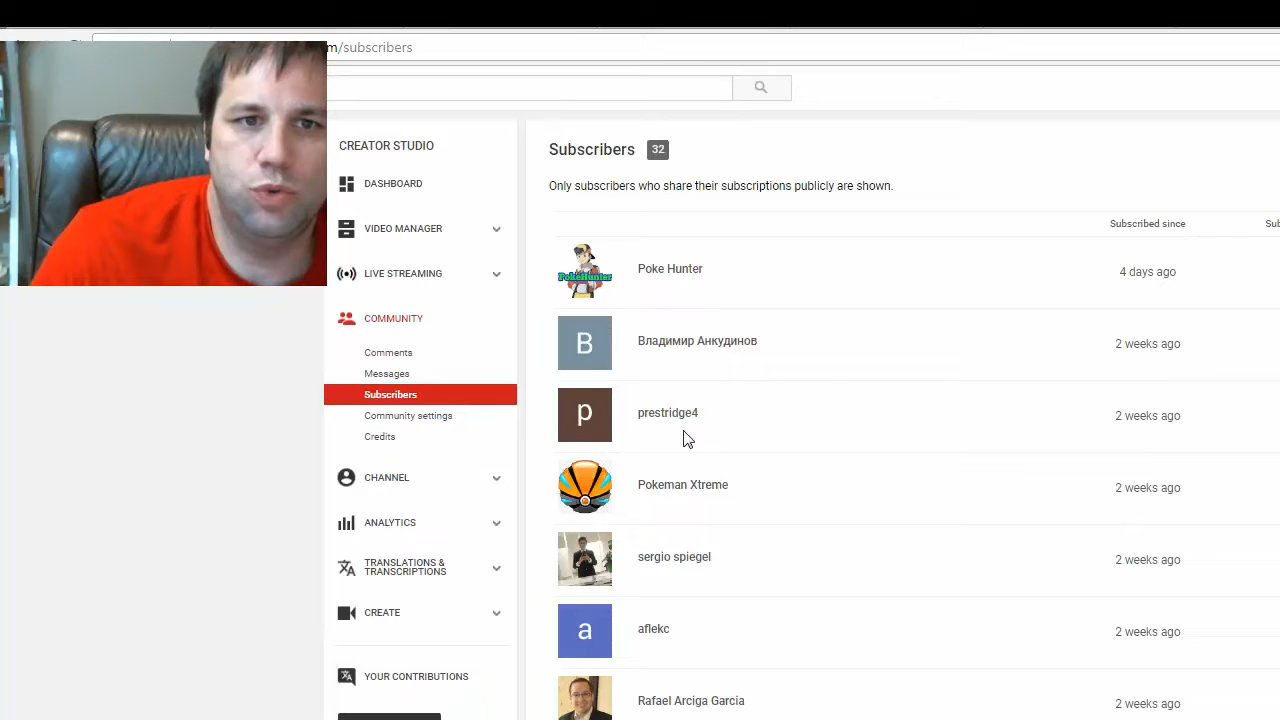 m/subscribers
CREATOR STUDIO
DASHBOARD
VIDEO MANAGER
LIVE STREAMING
COMMUNITY
Comments
Messages
Subscribers
Community settings
Credits
CHANNEL
ANALYTICS
TRANSLATIONS &
TRANSCRIPTIONS
CREATE
YOUR CONTRIBUTIONS
Subscribers 32
Only subscribers who share their subscriptions publicly are shown.
Subscribed since Sub
PokeHunter Poke Hunter 4 days ago
В Владимир Анкудинов 2 weeks ago
p prestridge4 2 weeks ago
Pokeman Xtreme 2 weeks ago
sergio spiegel 2 weeks ago
a aflekc 2 weeks ago
Rafael Arciga Garcia 2 weeks ago